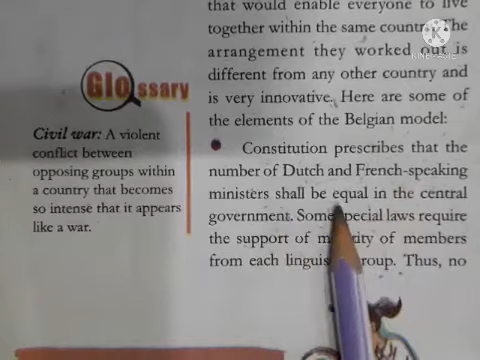 that would enable everyone to live
together within the same country. The
arrangement they worked out is
different from any other country and
is very innovative. Here are some of
the elements of the Belgian model:
Constitution prescribes that the
number of Dutch and French-speaking
ministers shall be equal in the central
government. Some special laws require
the support of majority of members
from each linguistic group. Thus, no
Glossary
Civil war: A violent
conflict between
opposing groups within
a country that becomes
so intense that it appears
like a war.